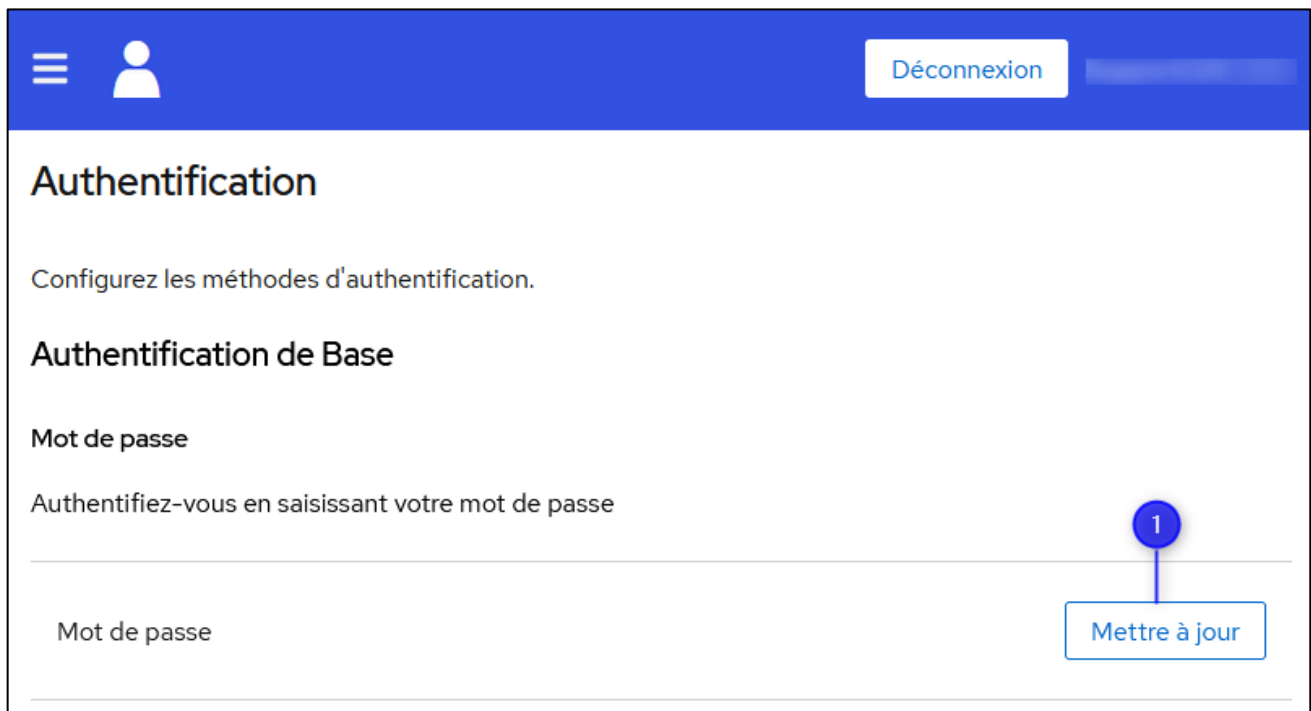 Déconnexion
Authentification
Configurez les méthodes d'authentification.
Authentification de Base
Mot de passe
Authentifiez-vous en saisissant votre mot de passe
1
Mot de passe
Mettre à jour